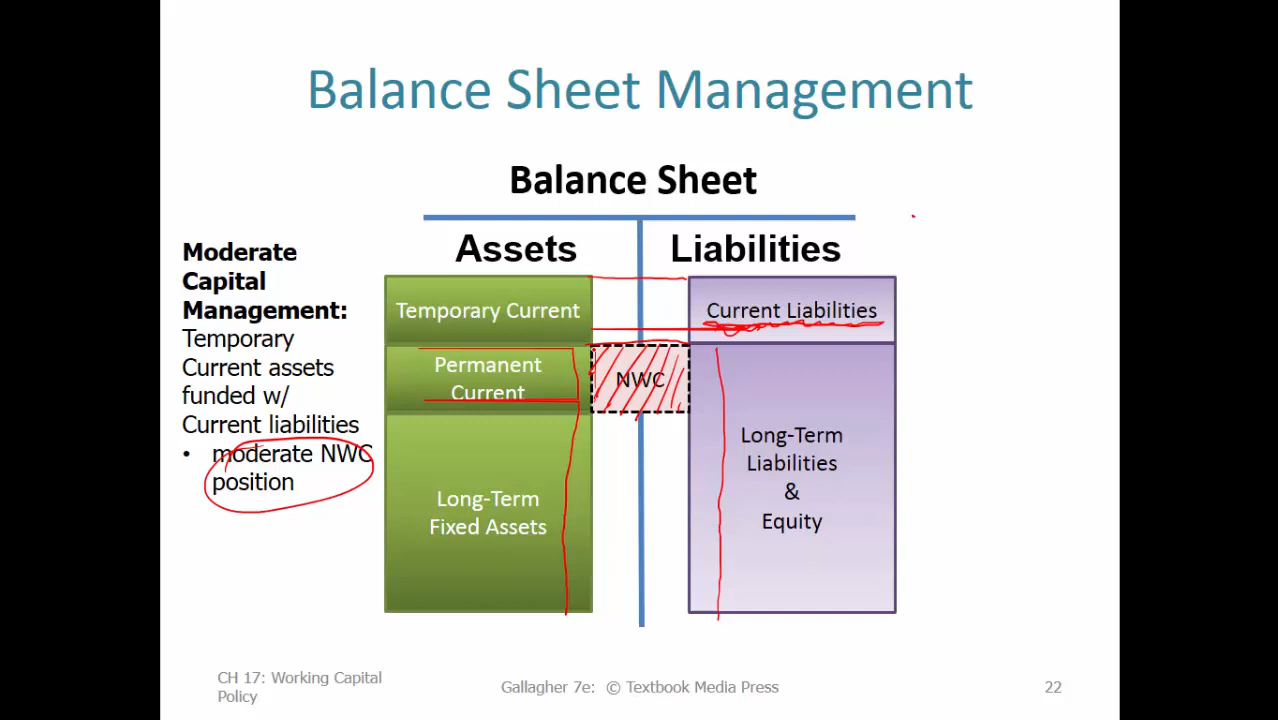 Balance Sheet Management
Balance Sheet
Assets
Liabilities
Moderate
Capital
Management:
Temporary
Current assets
funded w/
Current liabilities
• moderate NWC
position
Temporary Current
Permanent
Current
Long-Term
Fixed Assets
NWC
Current Liabilities
Long-Term
Liabilities
&
Equity
CH 17: Working Capital
Policy
Gallagher 7e: © Textbook Media Press
22